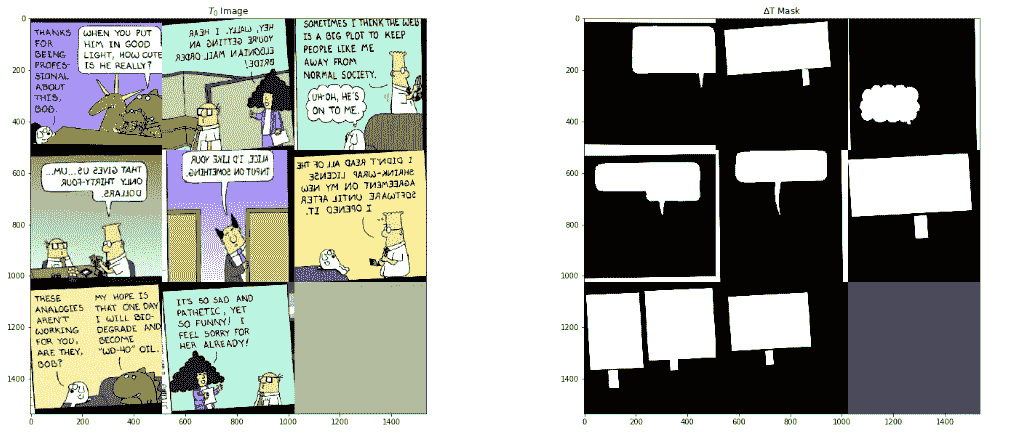 T₀ Image
THANKS
FOR
BEING
PROFES-
SIONAL
ABOUT
THIS,
BOB.
WHEN YOU PUT
HIM IN GOOD
LIGHT, HOW CUTE
IS HE REALLY?
HEY, WALLY. I HEAR
YOU'RE GETTING AN
ELBONIAN MAIL ORDER
BRIDE!
SOMETIMES I THINK THE WEB
IS A BIG PLOT TO KEEP
PEOPLE LIKE ME
AWAY FROM
NORMAL SOCIETY.
UH-OH, HE'S
ON TO ME.
THAT GIVES US...UM...
ONLY THIRTY-FOUR
DOLLARS.
ALICE, I'D LIKE YOUR
INPUT ON SOMETHING.
I DIDN'T READ ALL OF THE
SHRINK-WRAP LICENSE
AGREEMENT ON MY NEW
SOFTWARE UNTIL AFTER
I OPENED IT.
THESE
ANALOGIES
AREN'T
WORKING
FOR YOU,
ARE THEY,
BOB?
MY HOPE IS
THAT ONE DAY
I WILL BIO-
DEGRADE AND
BECOME
"WD-40" OIL.
IT'S SO SAD AND
PATHETIC, YET
SO FUNNY! I
FEEL SORRY FOR
HER ALREADY!
0
200
400
600
800
1000
1200
1400
0 200 400 600 800 1000 1200 1400
ΔT Mask
0
200
400
600
800
1000
1200
1400
0 200 400 600 800 1000 1200 1400